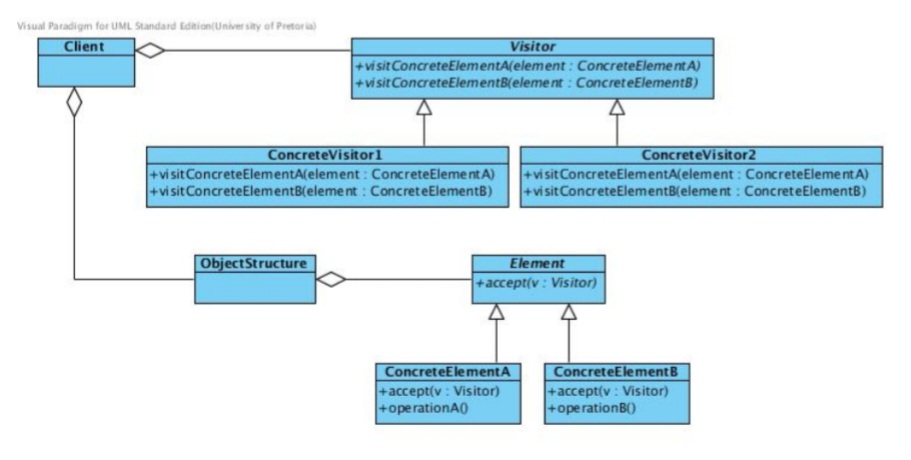 Visual Paradigm for UML Standard Edition(University of Pretoria)
Client
Visitor
+visitConcreteElementA(element : ConcreteElementA)
+visitConcreteElementB(element : ConcreteElementB)
ConcreteVisitor1
+visitConcreteElementA(element : ConcreteElementA)
+visitConcreteElementB(element : ConcreteElementB)
ConcreteVisitor2
+visitConcreteElementA(element : ConcreteElementA)
+visitConcreteElementB(element : ConcreteElementB)
ObjectStructure
Element
+accept(v : Visitor)
ConcreteElementA
+accept(v : Visitor)
+operationA()
ConcreteElementB
+accept(v : Visitor)
+operationB()